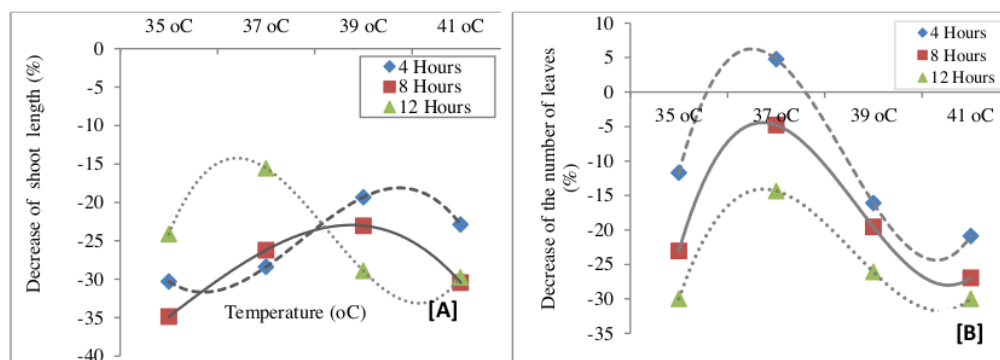 35 oC 37 oC 39 oC 41 oC
0
-5
-10
-15
-20
-25
-30
-35
-40
Decrease of shoot length (%)
4 Hours
8 Hours
12 Hours
Temperature (oC)
[A]
10
5
0
-5
-10
-15
-20
-25
-30
-35
Decrease of the number of leaves
(%)
4 Hours
8 Hours
12 Hours
35 oC 37 oC 39 oC 41 oC
[B]